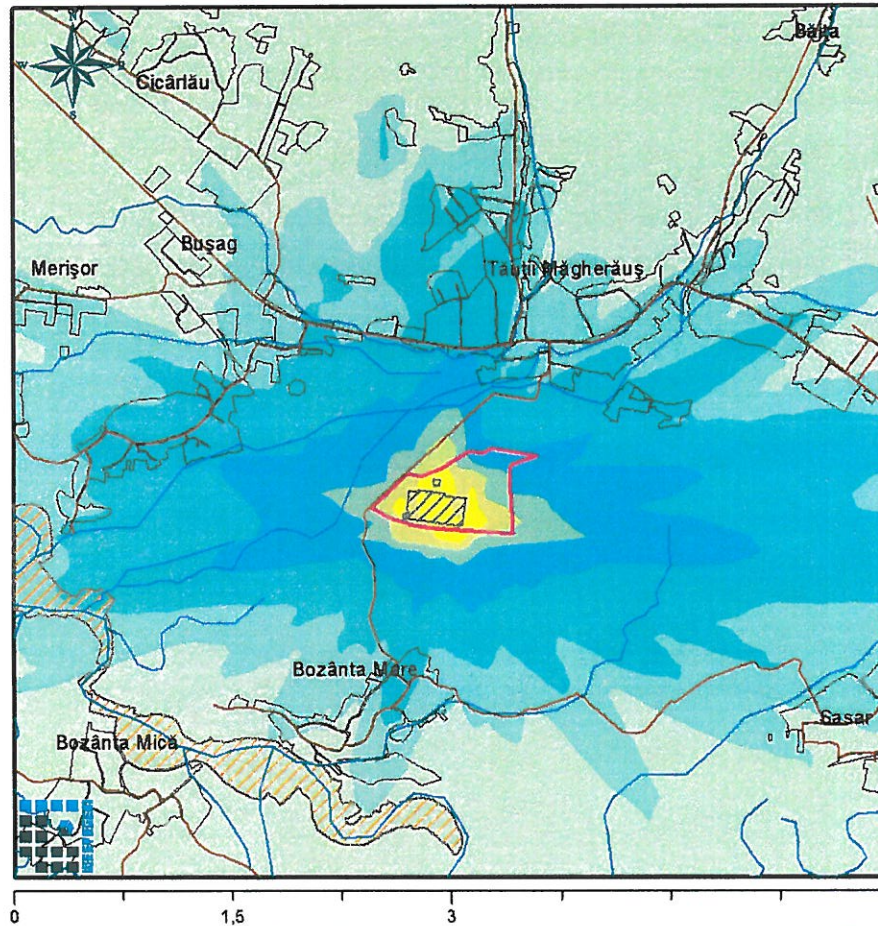 Băița
Cicârlău
Bușag
Merișor
Tăuții Măgherăuș
Bozânta Mare
Sasar
Bozânta Mică
0 1,5 3